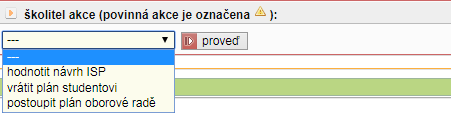 školitel akce (povinná akce je označena ):
---
proveď
---
hodnotit návrh ISP
vrátit plán studentovi
postoupit plán oborové radě